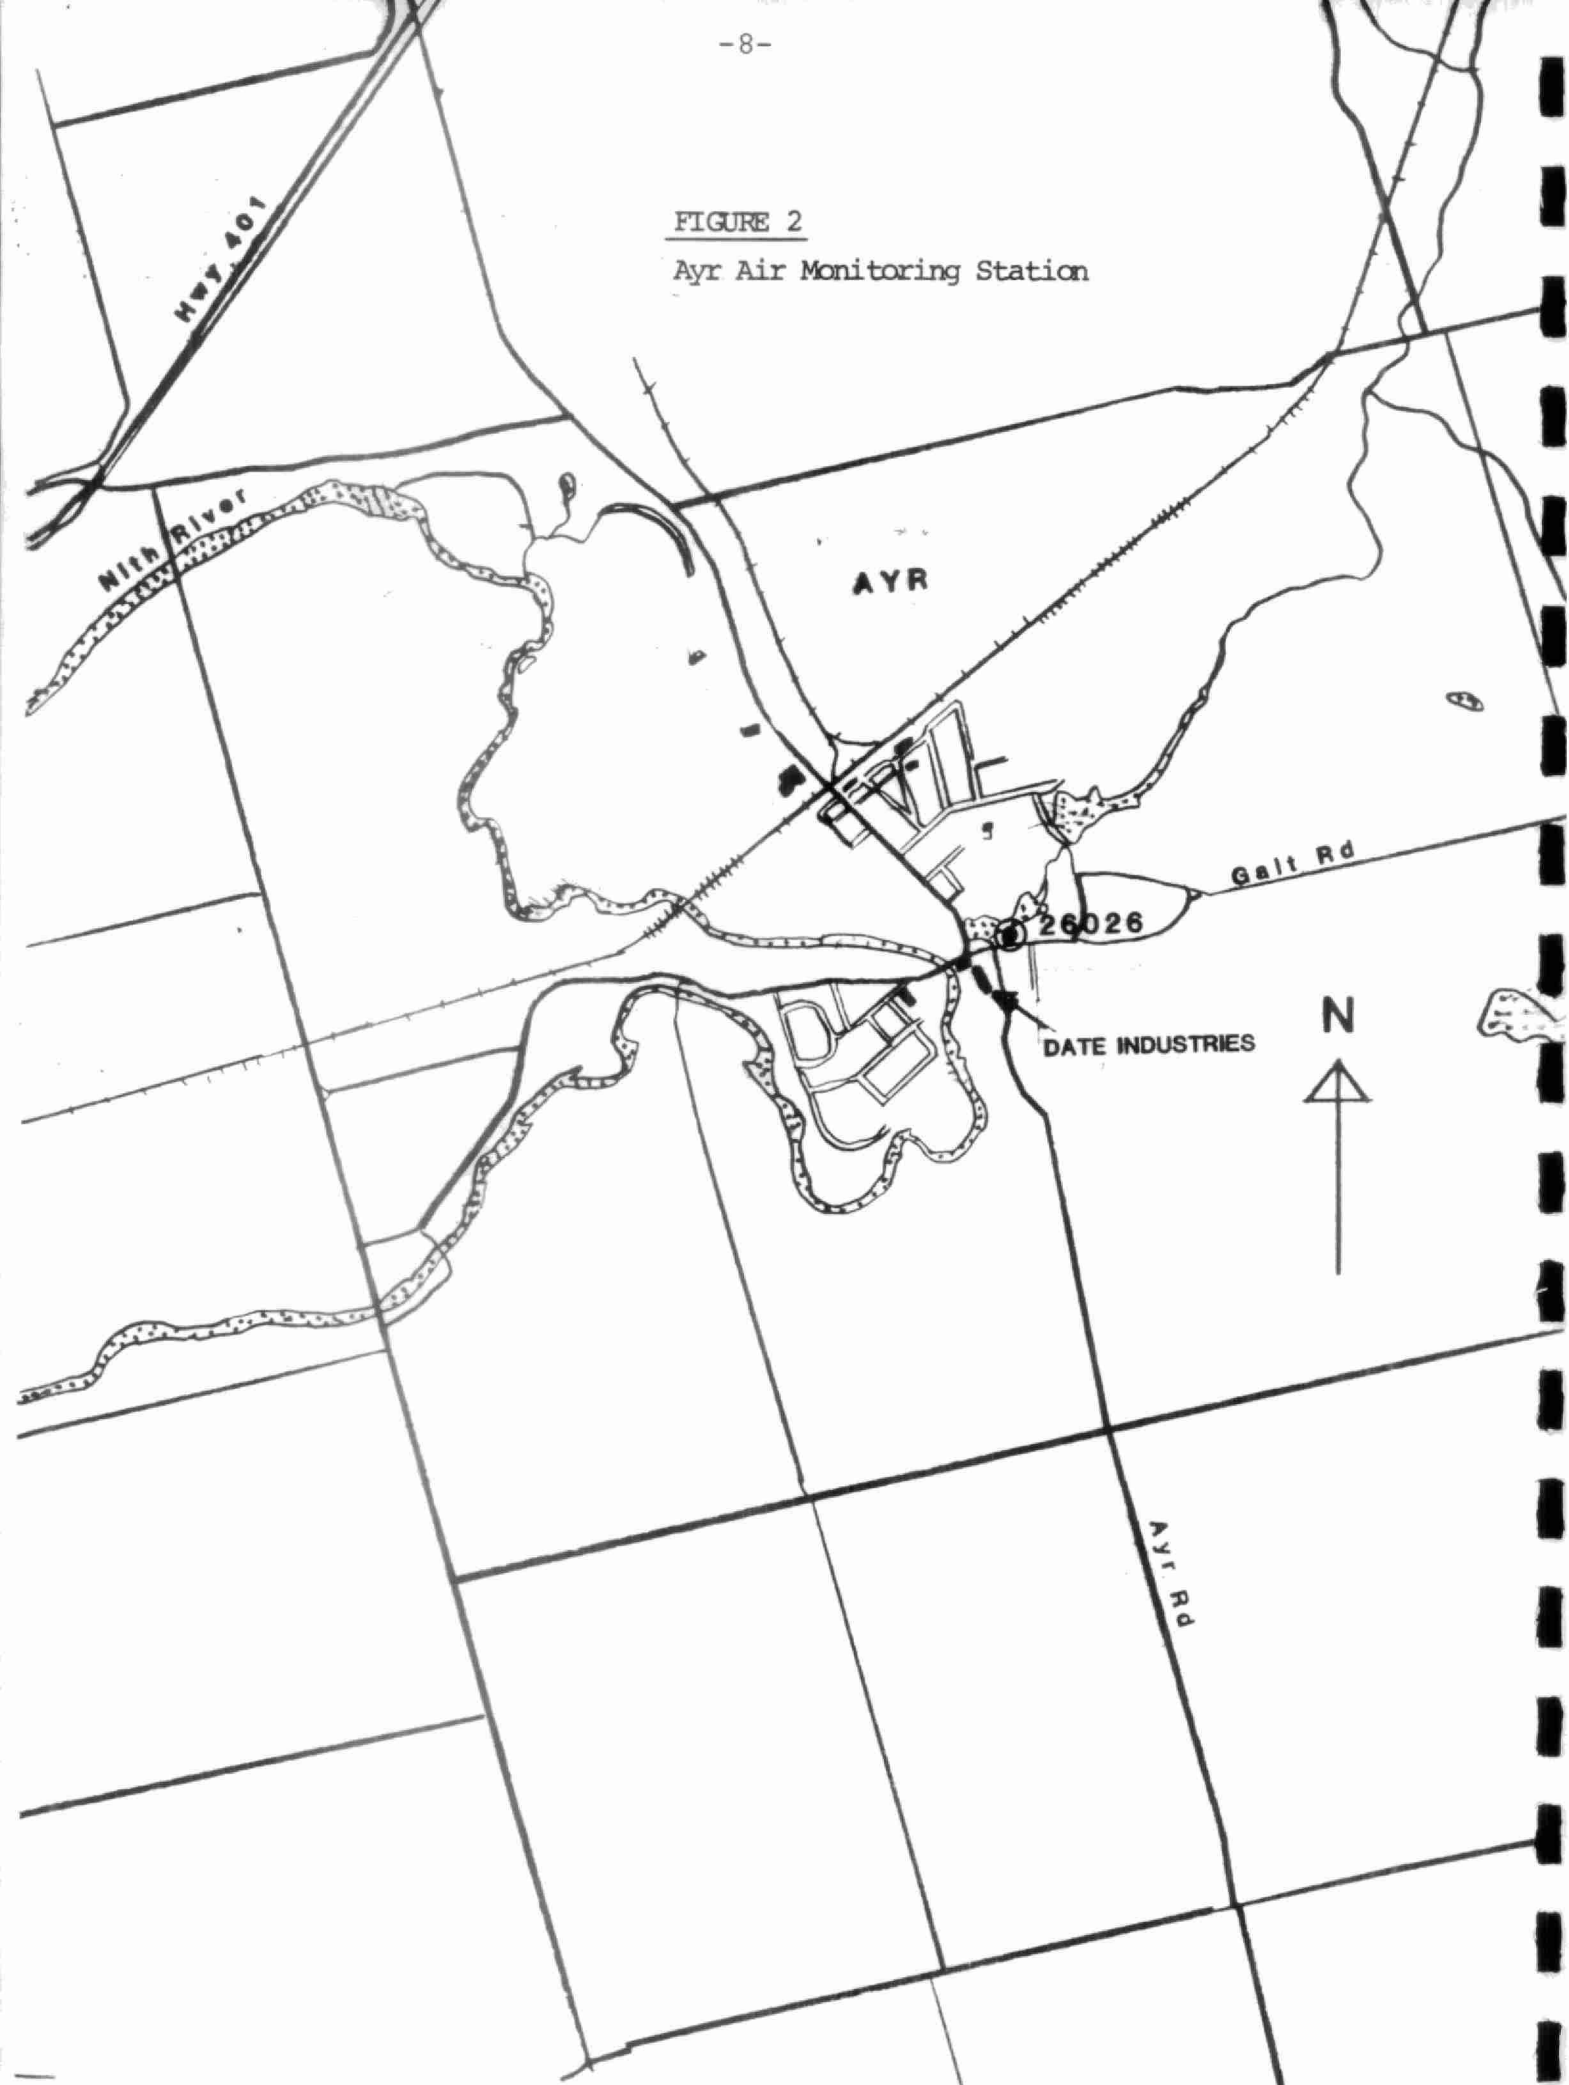 -8-
FIGURE 2
Ayr Air Monitoring Station
Hwy. 401
Nith River
AYR
Galt Rd
26026
N
DATE INDUSTRIES
Ayr Rd